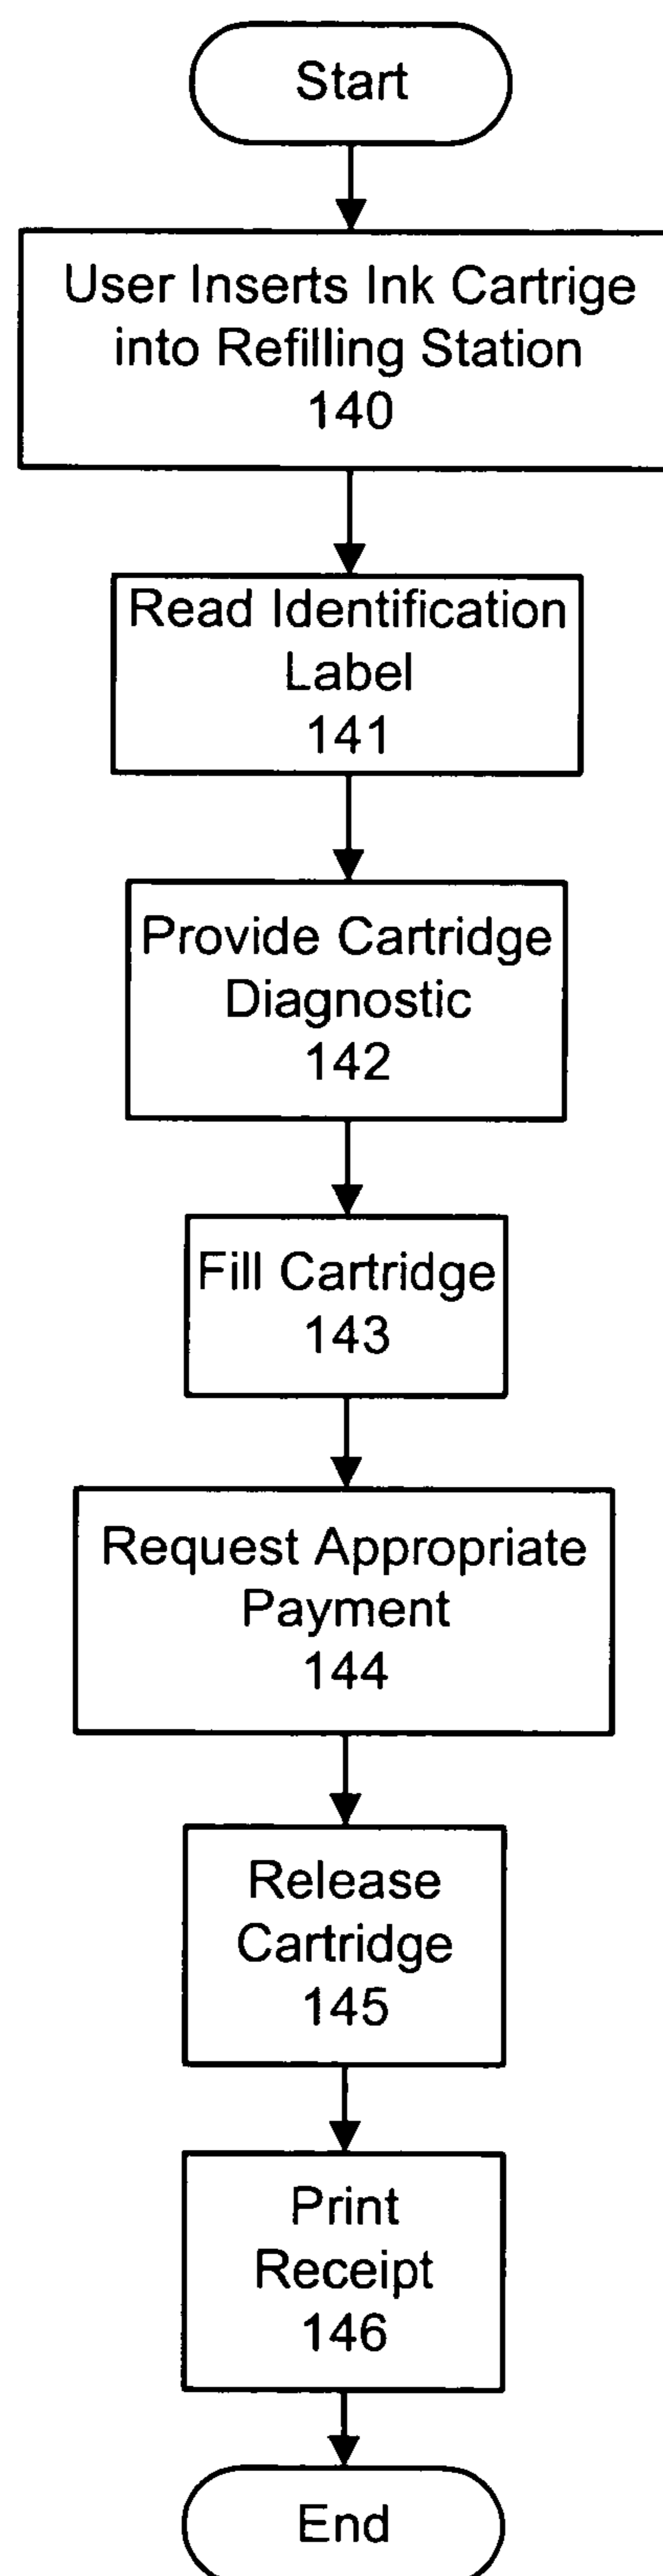 Start
User Inserts Ink Cartrige
into Refilling Station
140
Read Identification
Label
141
Provide Cartridge
Diagnostic
142
Fill Cartridge
143
Request Appropriate
Payment
144
Release
Cartridge
145
Print
Receipt
146
End